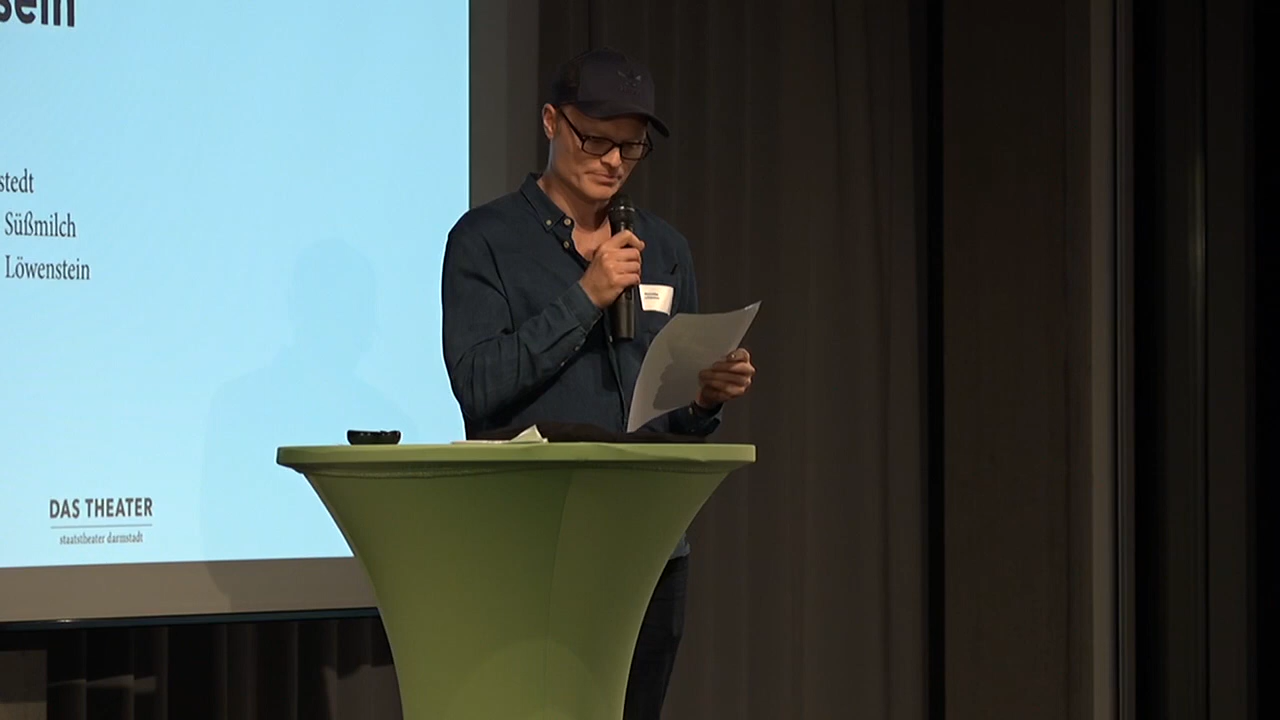 sein
stedt
Süßmilch
Löwenstein
DAS THEATER
staatstheater darmstadt